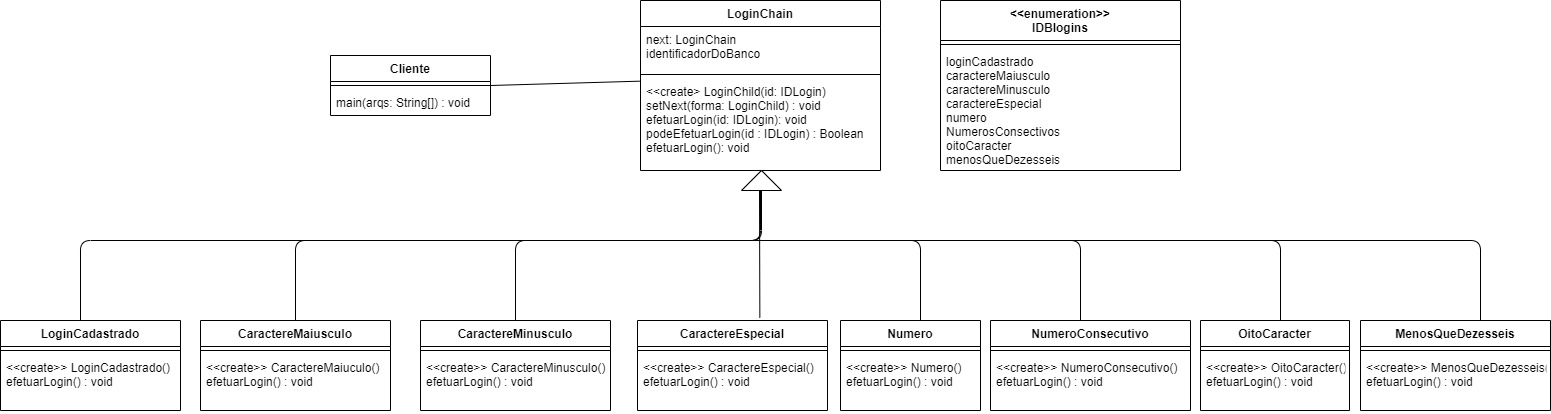 LoginChain
next: LoginChain
identificadorDoBanco
<<create> LoginChild(id: IDLogin)
setNext(forma: LoginChild) : void
efetuarLogin(id: IDLogin): void
podeEfetuarLogin(id : IDLogin) : Boolean
efetuarLogin(): void
<<enumeration>>
IDBlogins
loginCadastrado
caractereMaiusculo
caractereMinusculo
caractereEspecial
numero
NumerosConsectivos
oitoCaracter
menosQueDezesseis
Cliente
main(arqs: String[]) : void
LoginCadastrado
<<create>> LoginCadastrado()
efetuarLogin() : void
CaractereMaiusculo
<<create>> CaractereMaiuculo()
efetuarLogin() : void
CaractereMinusculo
<<create>> CaractereMinusculo()
efetuarLogin() : void
CaractereEspecial
<<create>> CaractereEspecial()
efetuarLogin() : void
Numero
<<create>> Numero()
efetuarLogin() : void
NumeroConsecutivo
<<create>> NumeroConsecutivo()
efetuarLogin() : void
OitoCaracter
<<create>> OitoCaracter()
efetuarLogin() : void
MenosQueDezesseis
<<create>> MenosQueDezesseis(
efetuarLogin() : void